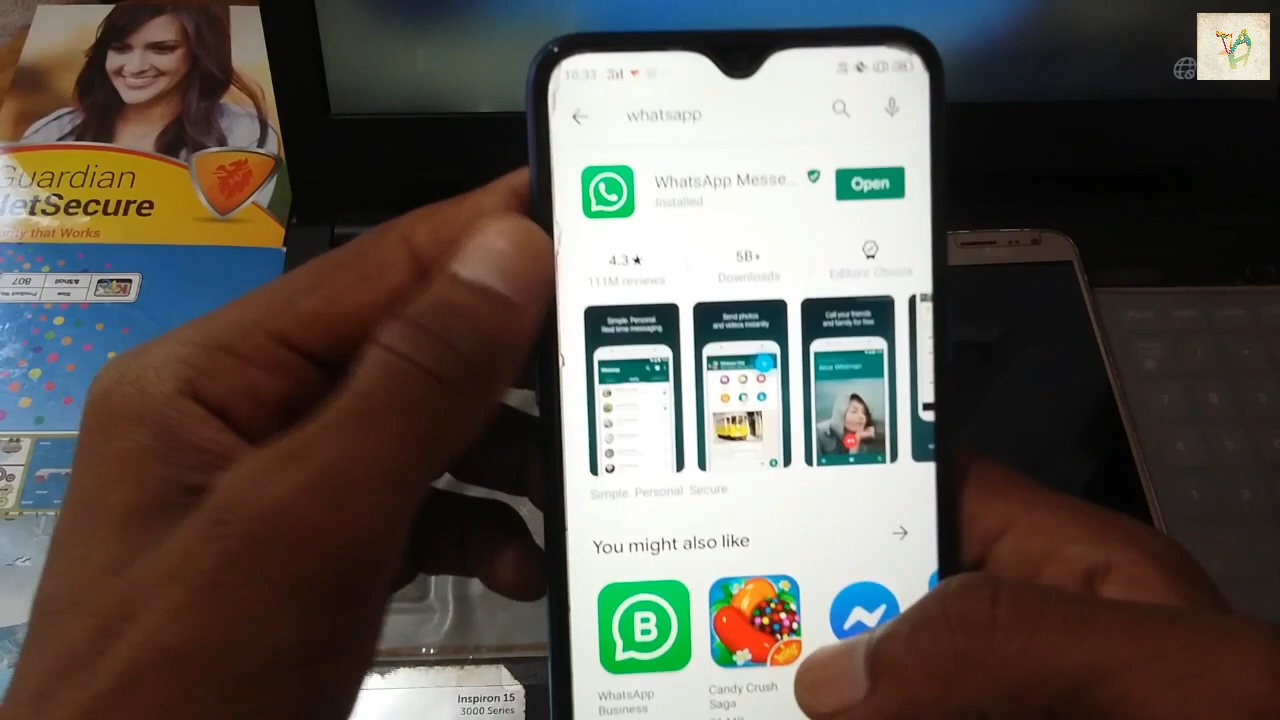 Guardian
NetSecure
rity that Works
807
10:33
whatsapp
WhatsApp Messe...
Installed
Open
4.3★
111M reviews
5B+
Downloads
Editors' Choice
Simple. Personal.
Real time messaging
Send photos
and videos instantly
Call your friends
and family for free
Simple. Personal. Secure.
You might also like
WhatsApp
Business
Candy Crush
Saga
Inspiron 15
3000 Series